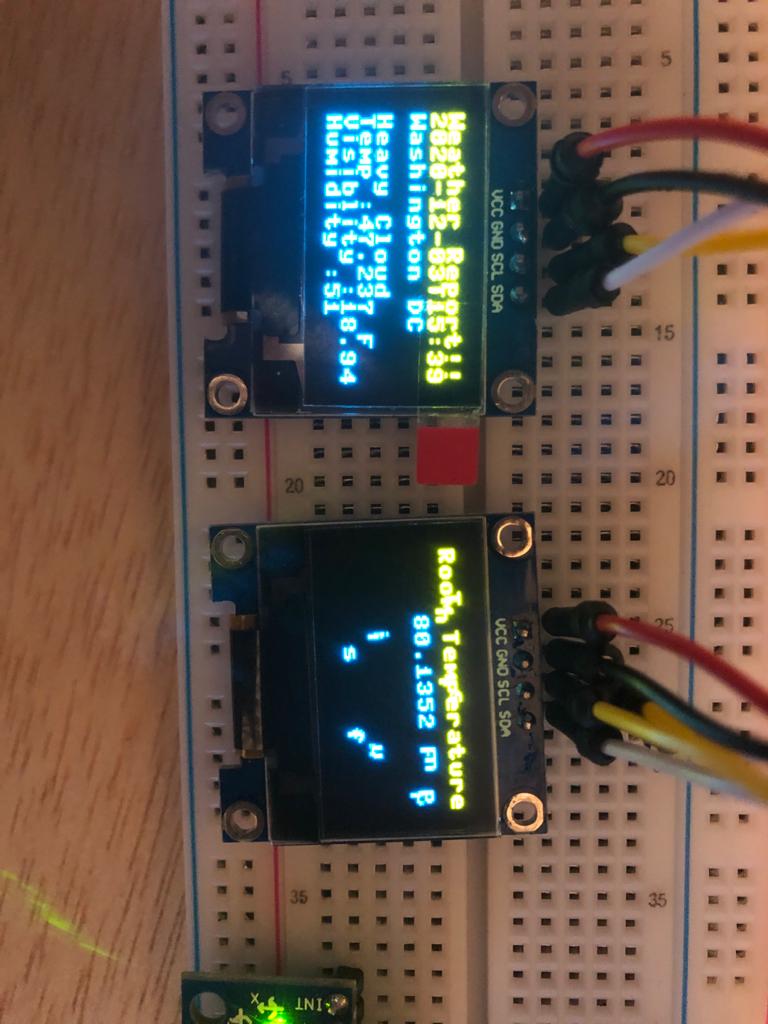 Weather Report!!
2020-12-03T15:39
Washington DC
Heavy Cloud
Temp :47.237 F
Visiblity :18.94
Humidity :51
VCC GND SCL SDA
Room Temperature
80.1352
VCC GND SCL SDA
5
5
15
20
20
25
35
35
INT
X